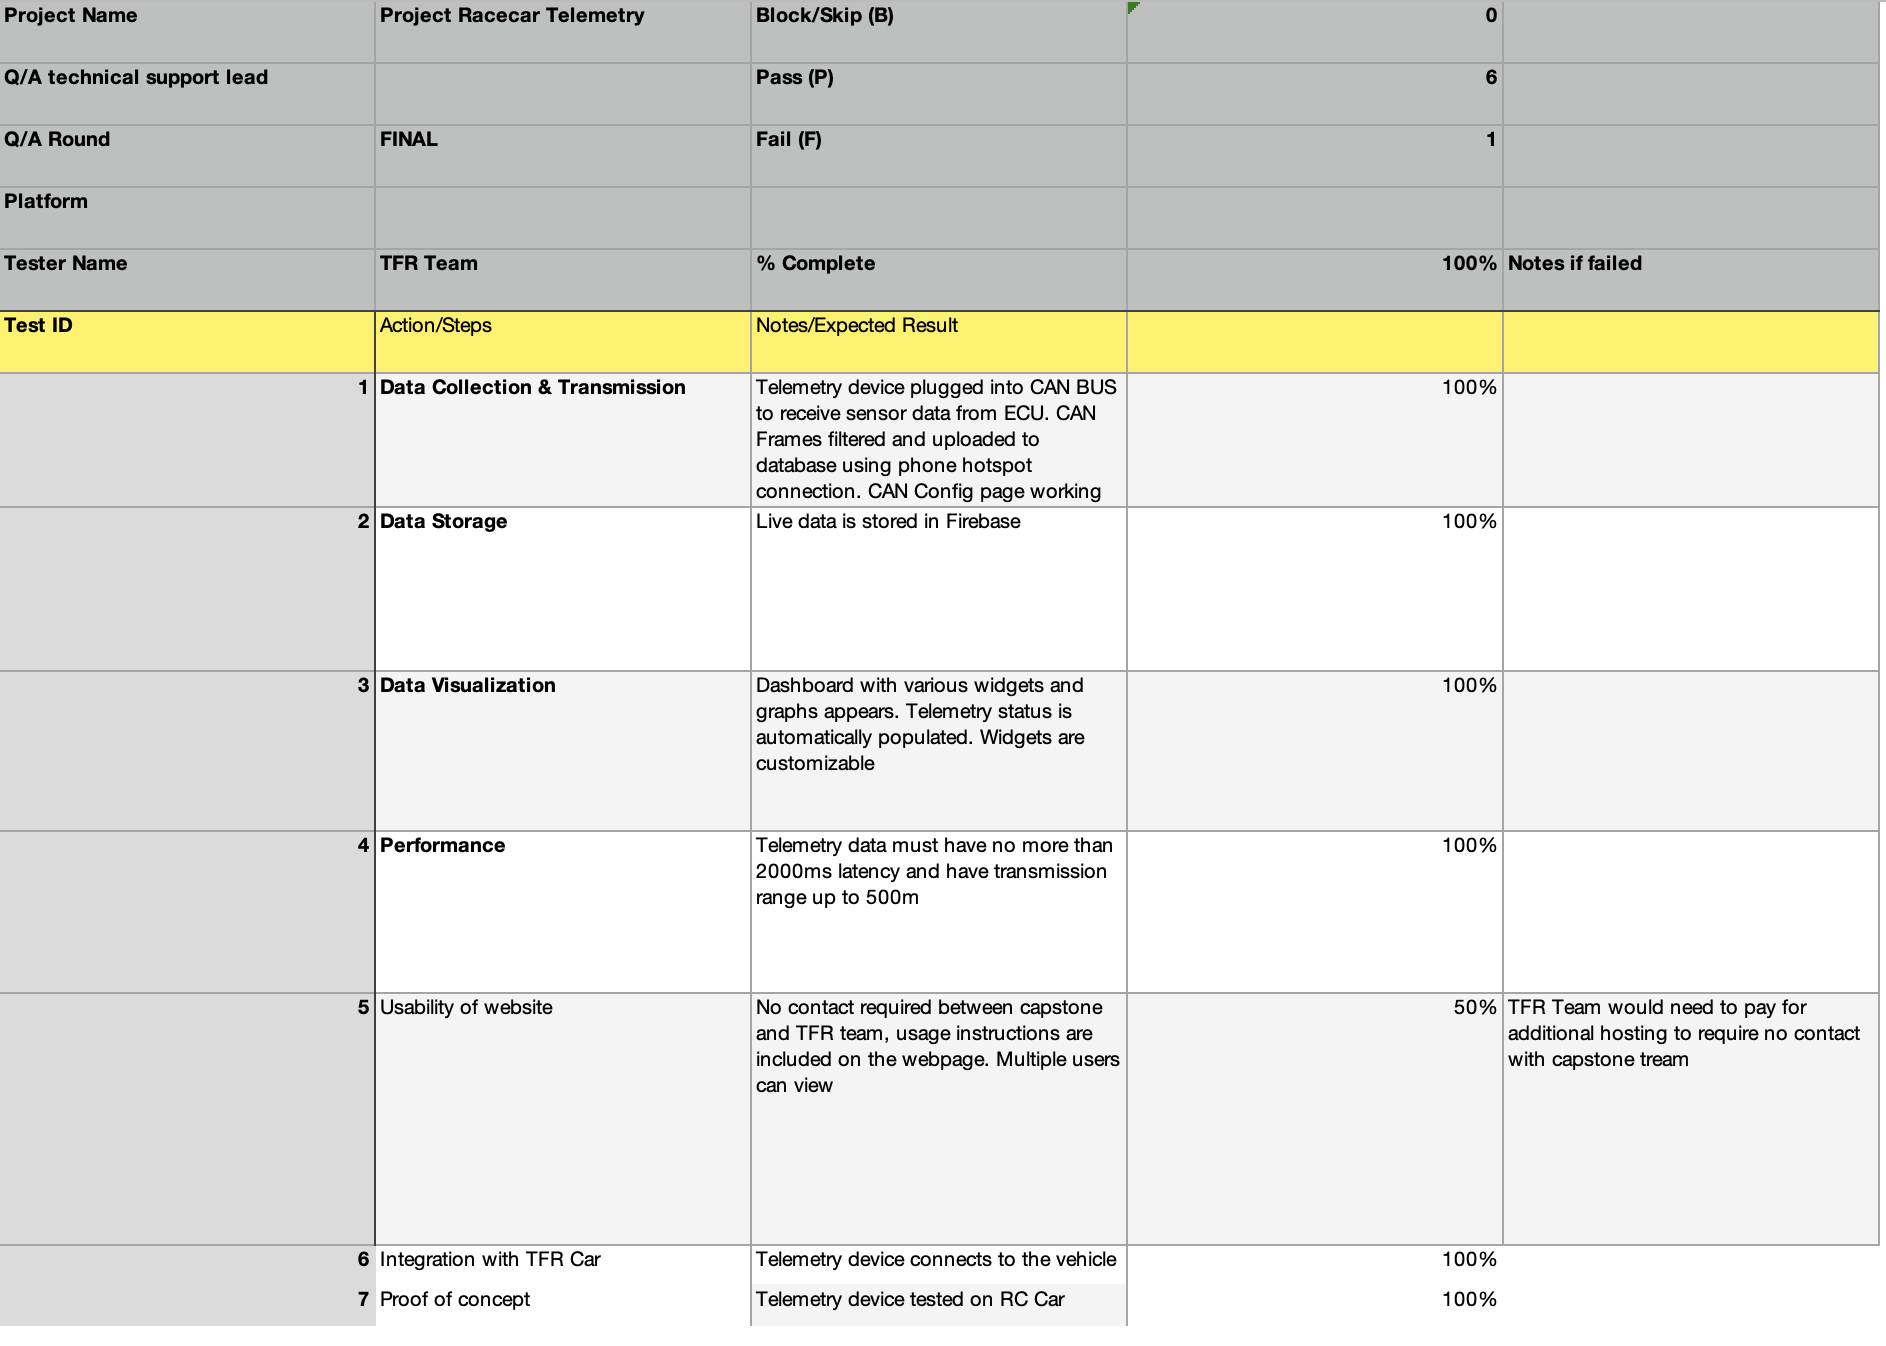 Project Name Project Racecar Telemetry Block/Skip (B) 0
Q/A technical support lead Pass (P) 6
Q/A Round FINAL Fail (F) 1
Platform
Tester Name TFR Team % Complete 100% Notes if failed
Test ID Action/Steps Notes/Expected Result
1 Data Collection & Transmission Telemetry device plugged into CAN BUS 100%
to receive sensor data from ECU. CAN
Frames filtered and uploaded to
database using phone hotspot
connection. CAN Config page working
2 Data Storage Live data is stored in Firebase 100%
3 Data Visualization Dashboard with various widgets and 100%
graphs appears. Telemetry status is
automatically populated. Widgets are
customizable
4 Performance Telemetry data must have no more than 100%
2000ms latency and have transmission
range up to 500m
5 Usability of website No contact required between capstone 50% TFR Team would need to pay for
and TFR team, usage instructions are additional hosting to require no contact
included on the webpage. Multiple users with capstone tream
can view
6 Integration with TFR Car Telemetry device connects to the vehicle 100%
7 Proof of concept Telemetry device tested on RC Car 100%